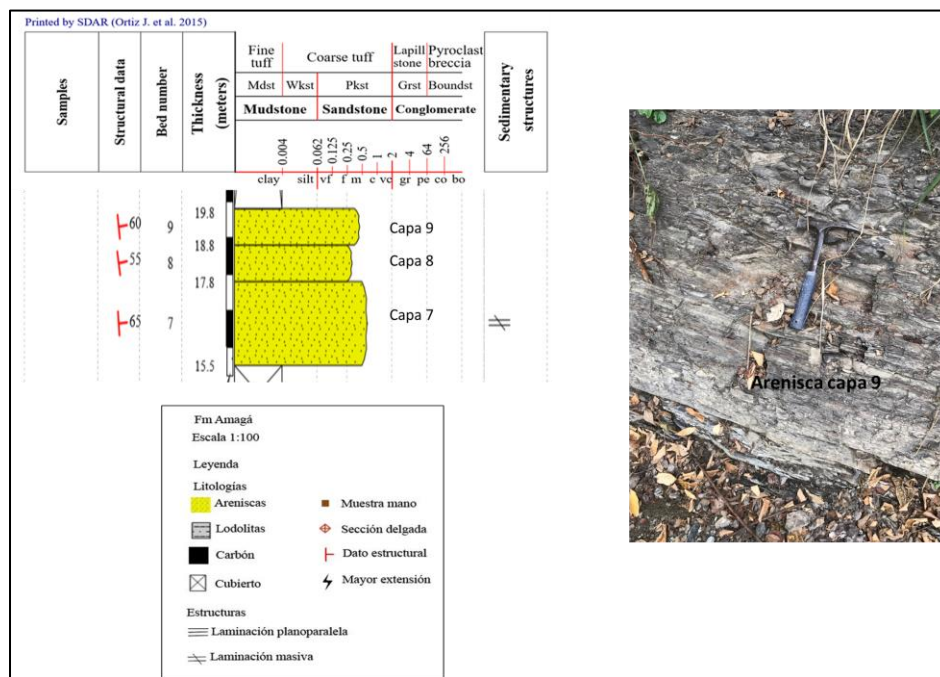 Printed by SDAR (Ortiz J. et al. 2015)
Samples
Structural data
Bed number
Thickness
(meters)
Fine
tuff
Coarse tuff
Lapill
stone
Pyroclast
breccia
Mdst Wkst Pkst Grst Boundst
Mudstone Sandstone Conglomerate
0.004 0.062 0.125 0.25 0.5 1 2 4 64 256
clay silt vf f m c vc gr pe co bo
Sedimentary
structures
19.8
60 9 Capa 9
18.8
55 8 Capa 8
17.8
65 7 Capa 7
15.5
Arenisca capa 9
Fm Amagá
Escala 1:100
Leyenda
Litologías
Areniscas Muestra mano
Lodolítas Sección delgada
Carbón Dato estructural
Cubierto Mayor extensión
Estructuras
Laminación planoparalela
Laminación masiva